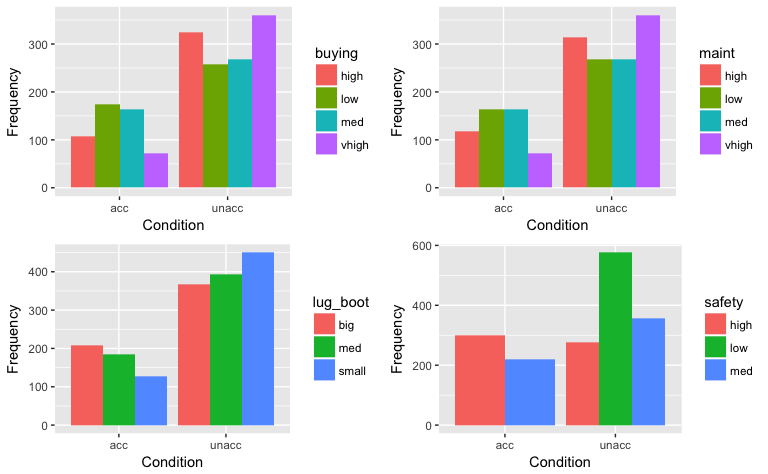 Frequency
300
200
100
0
acc
unacc
Condition
buying
high
low
med
vhigh
Frequency
300
200
100
0
acc
unacc
Condition
maint
high
low
med
vhigh
Frequency
400
300
200
100
0
acc
unacc
Condition
lug_boot
big
med
small
Frequency
600
400
200
0
acc
unacc
Condition
safety
high
low
med